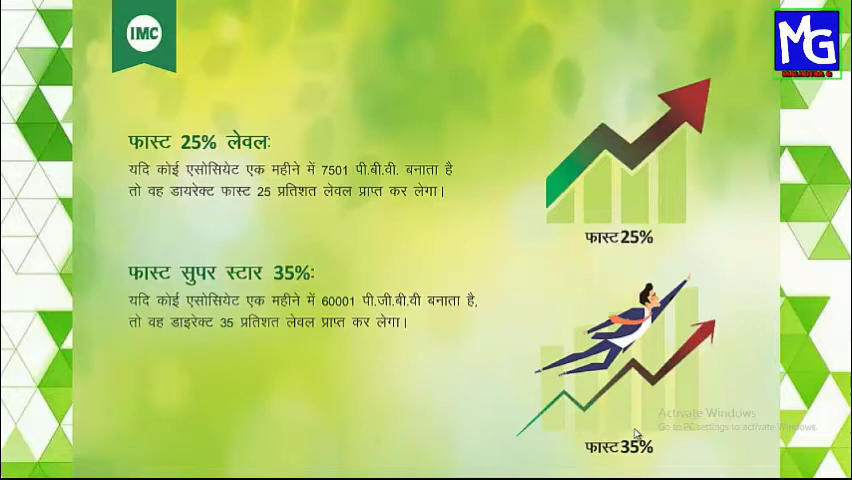 IMC
MG
फास्ट 25% लेवलः
यदि कोई एसोसियेट एक महीने में 7501 पी.बी.वी. बनाता है
तो वह डायरेक्ट फास्ट 25 प्रतिशत लेवल प्राप्त कर लेगा।
फास्ट25%
फास्ट सुपर स्टार 35%ः
यदि कोई एसोसियेट एक महीने में 60001 पी.जी.बी.वी बनाता है,
तो वह डाइरेक्ट 35 प्रतिशत लेवल प्राप्त कर लेगा।
Activate Windows
Go to PC settings to activate Windows.
फास्ट35%